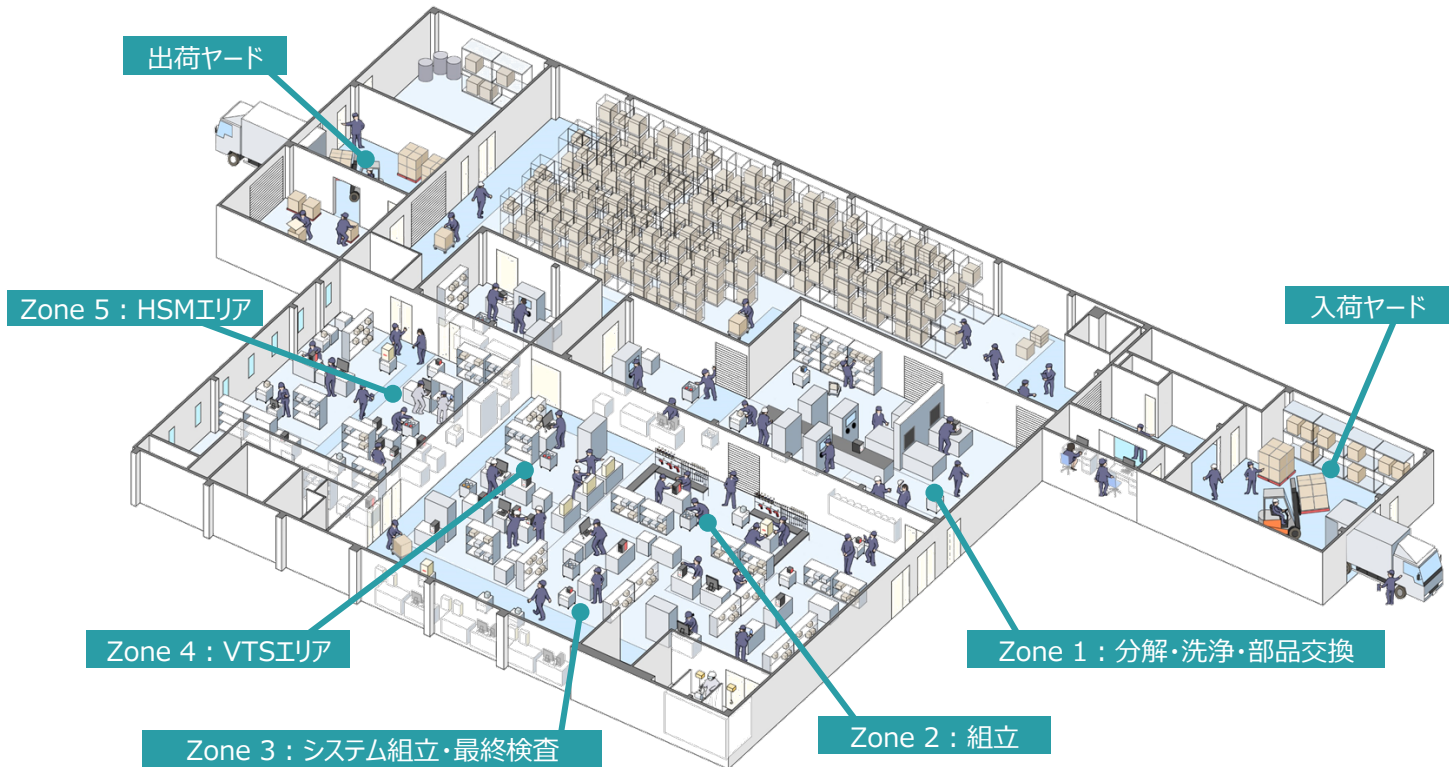 出荷ヤード
Zone 5：HSMエリア
入荷ヤード
Zone 4：VTSエリア
Zone 1：分解・洗浄・部品交換
Zone 3：システム組立・最終検査
Zone 2：組立